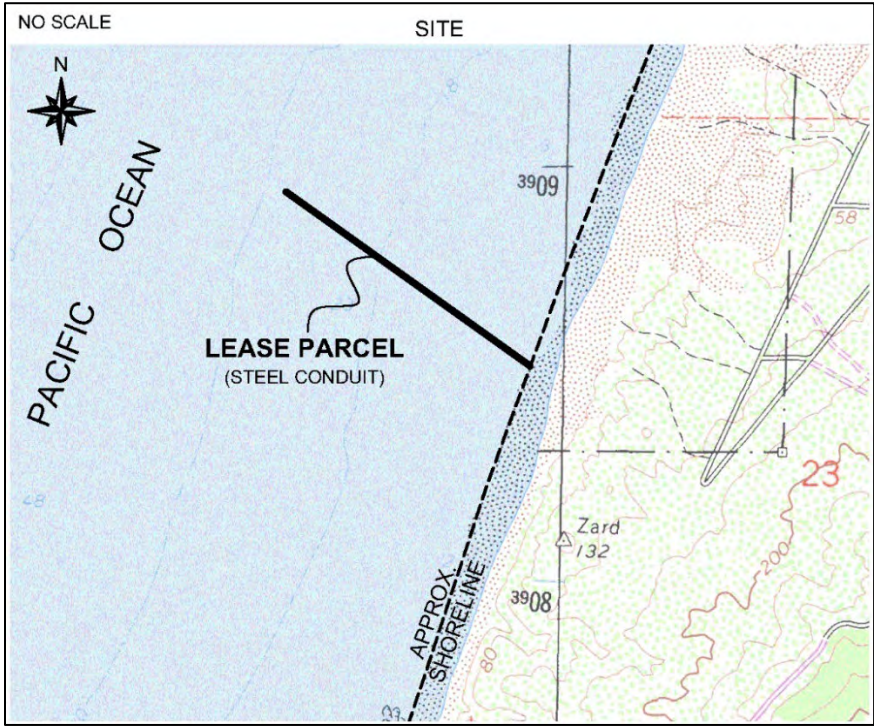 NO SCALE
SITE
N
PACIFIC OCEAN
3909
58
LEASE PARCEL
(STEEL CONDUIT)
23
Zard
132
200
3908
APPROX.
SHORELINE
80